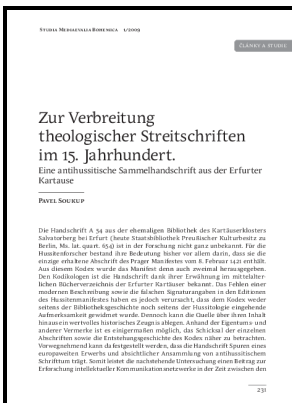 Studia Mediaevalia Bohemica 1/2009
ČLÁNKY A STUDIE
Zur Verbreitung
theologischer Streitschriften
im 15. Jahrhundert.
Eine antihussitische Sammelhandschrift aus der Erfurter
Kartause
Pavel Soukup
Die Handschrift A 54 aus der ehemaligen Bibliothek des Kartäuserklosters
Salvatorberg bei Erfurt (heute Staatsbibliothek Preußischer Kulturbesitz zu
Berlin, Ms. lat. quart. 654) ist in der Forschung nicht ganz unbekannt. Für die
Hussitenforscher bestand ihre Bedeutung bisher vor allem darin, dass sie die
einzige erhaltene Abschrift des Prager Manifestes vom 8. Februar 1421 enthält.
Aus diesem Kodex wurde das Manifest denn auch zweimal herausgegeben.
Den Kodikologen ist die Handschrift dank ihrer Erwähnung im mittelalter-
lichen Bücherverzeichnis der Erfurter Kartäuser bekannt. Das Fehlen einer
modernen Beschreibung sowie die falschen Signaturangaben in den Editionen
des Hussitenmanifestes haben es jedoch verursacht, dass dem Kodex weder
seitens der Bibliotheksgeschichte noch seitens der Hussitologie eingehende
Aufmerksamkeit gewidmet wurde. Dennoch kann die Quelle über ihren Inhalt
hinaus ein wertvolles historisches Zeugnis ablegen. Anhand der Eigentums- und
anderer Vermerke ist es einigermaßen möglich, das Schicksal der einzelnen
Abschriften sowie die Entstehungsgeschichte des Kodex näher zu betrachten.
Vorwegnehmend kann festgestellt werden, dass die Handschrift Spuren eines
europaweiten Erwerbs und absichtlicher Ansammlung von antihussitischem
Schrifttum trägt. Somit leistet die nachstehende Untersuchung einen Beitrag zur
Erforschung intellektueller Kommunikationsnetzwerke in der Zeit zwischen den
231